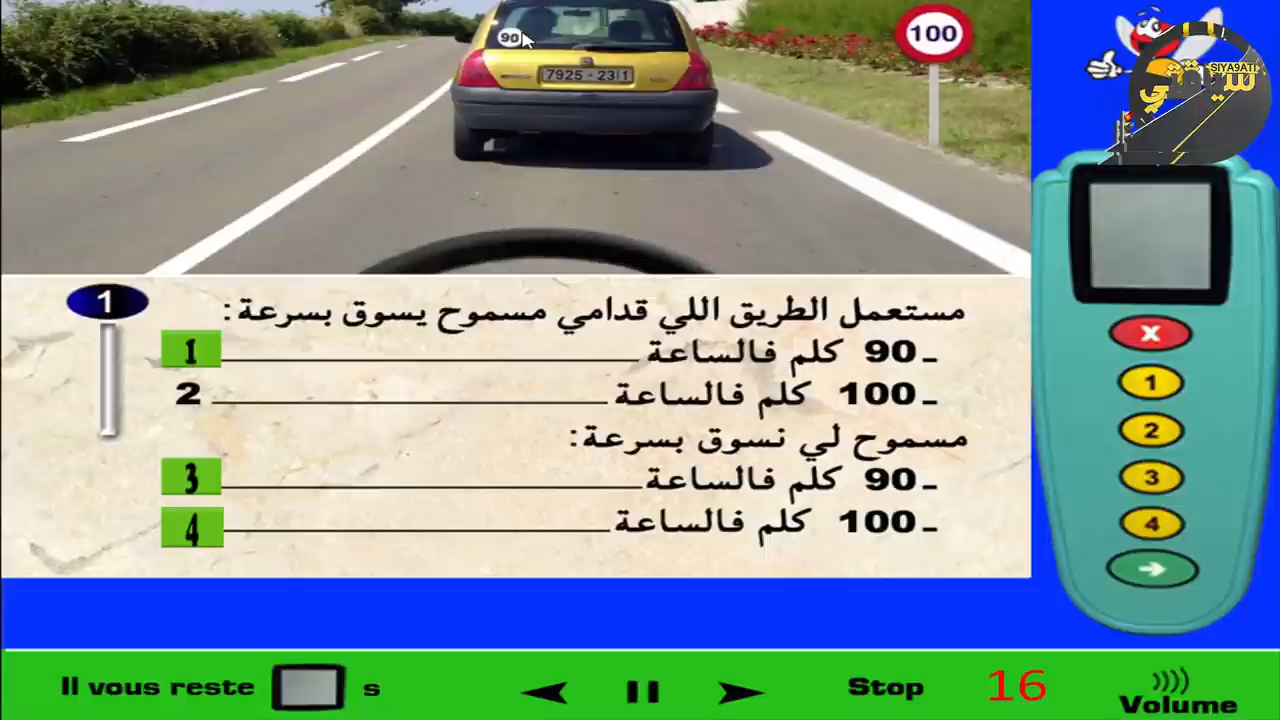 100
90
7925 - 23|1
SIYA9ATI
سياقتي
1
مستعمل الطريق اللي قدامي مسموح يسوق بسرعة:
- 90 كلم فالساعة 1
- 100 كلم فالساعة 2
مسموح لي نسوق بسرعة:
- 90 كلم فالساعة 3
- 100 كلم فالساعة 4
X
1
2
3
4
Il vous reste s
Stop
16
Volume